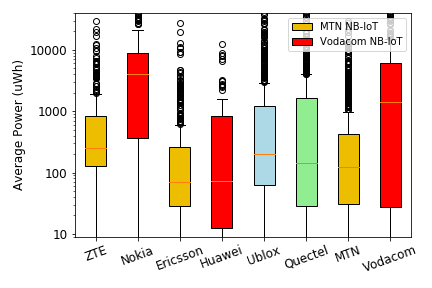 MTN NB-IoT
Vodacom NB-IoT
Average Power (uWh)
10000
1000
100
10
ZTE
Nokia
Ericsson
Huawei
Ublox
Quectel
MTN
Vodacom